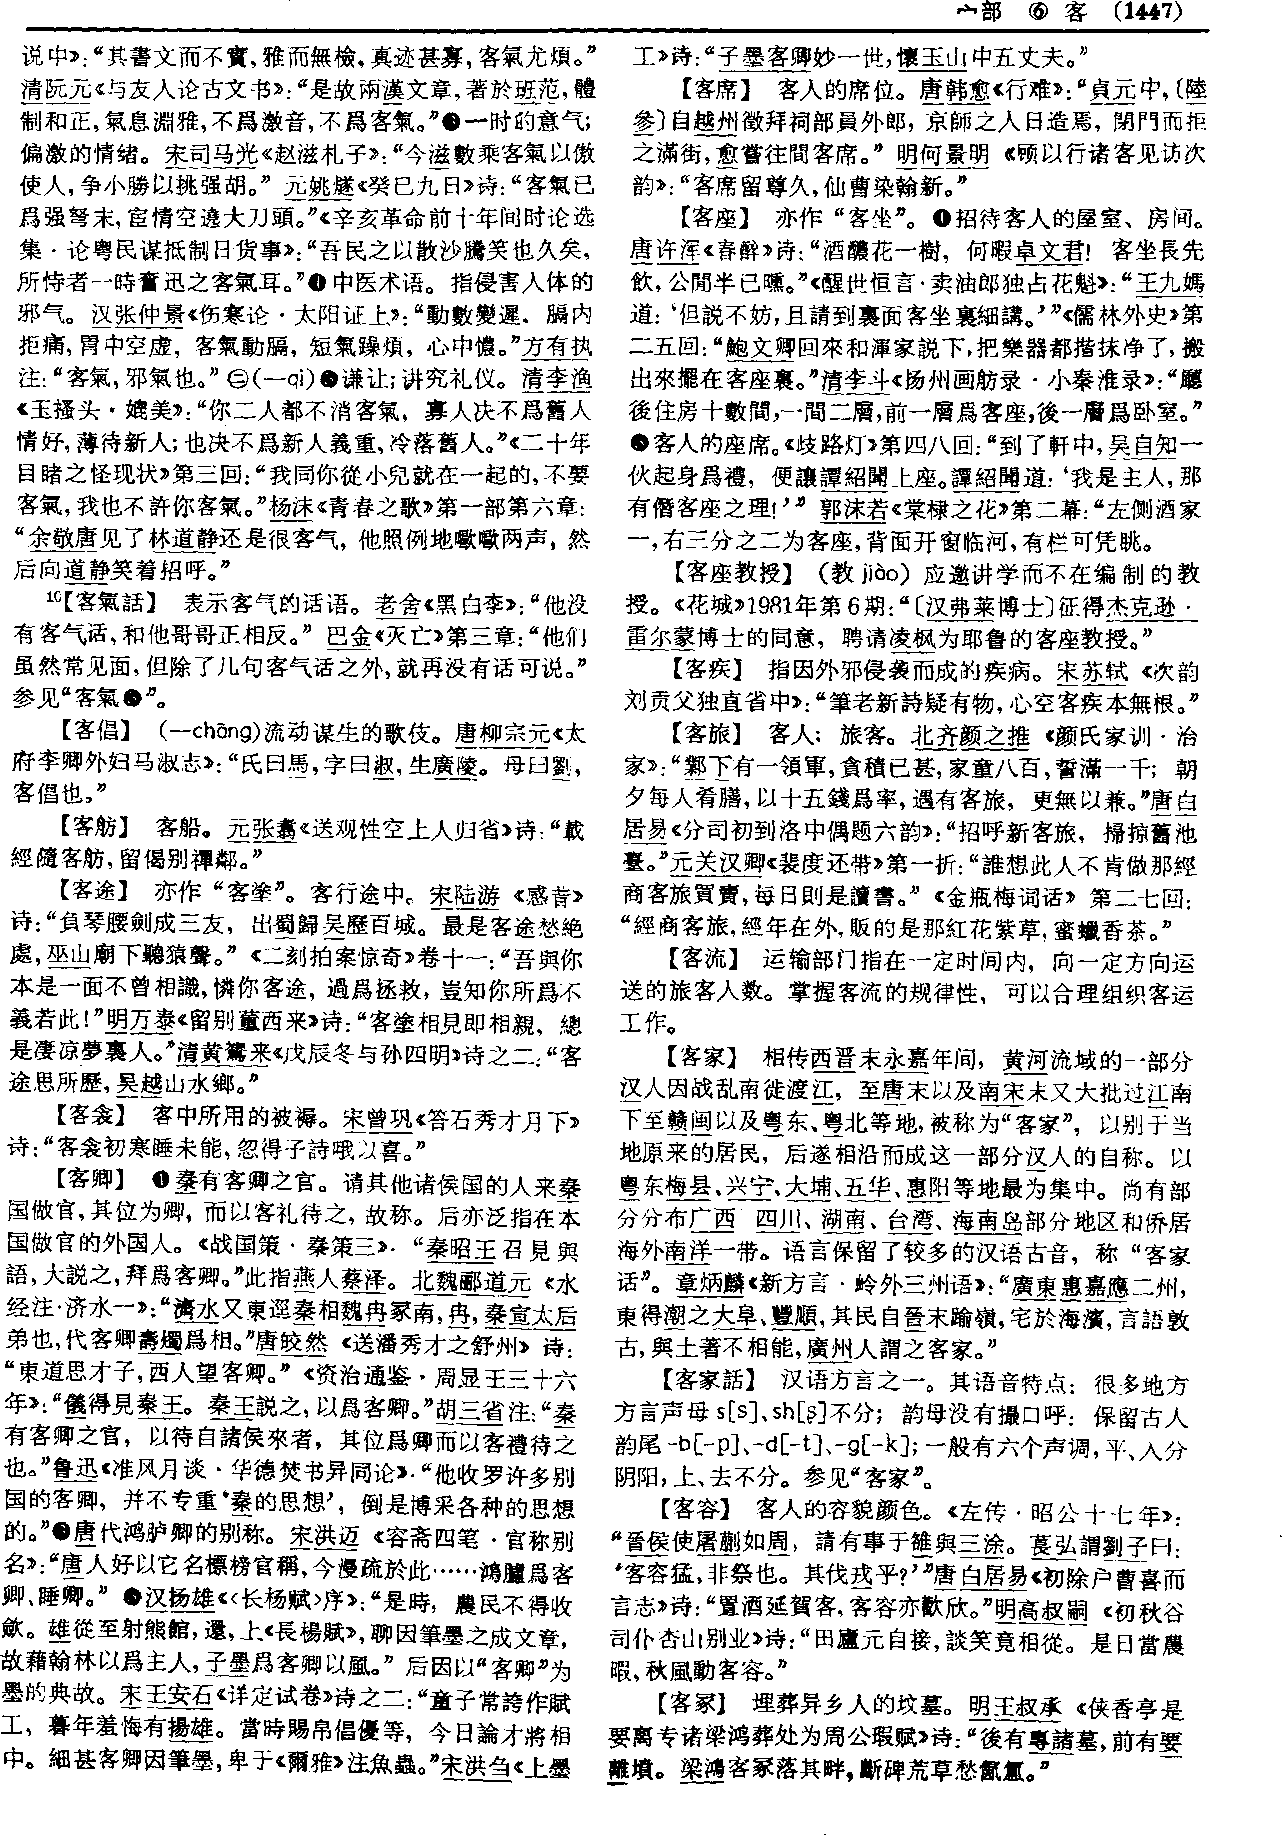 宀部 ⑥ 客 (1447)
说中》：“其書文而不實，雅而無檢，真迹甚寡，客氣尤煩。”
清阮元《与友人论古文书》：“是故兩漢文章，著於班范，體
制和正，氣息淵雅，不爲激音，不爲客氣。”❸一时的意气；
偏激的情绪。宋司马光《赵滋札子》：“今滋數乘客氣以傲
使人，争小勝以挑强胡。” 元姚燧《癸巳九日》诗：“客氣已
爲强弩末，宦情空遶大刀頭。”《辛亥革命前十年间时论选
集·论粤民谋抵制日货事》：“吾民之以散沙騰笑也久矣，
所恃者一時奮迅之客氣耳。”❹中医术语。指侵害人体的
邪气。汉张仲景《伤寒论·太阳证上》：“動數變遲，膈内
拒痛，胃中空虚，客氣動膈，短氣躁煩，心中懊。”方有执
注：“客氣，邪氣也。”㊁(—qi)❺谦让；讲究礼仪。清李渔
《玉搔头·媲美》：“你二人都不消客氣，寡人决不爲舊人
情好，薄待新人；也决不爲新人義重，冷落舊人。”《二十年
目睹之怪现状》第三回：“我同你從小兒就在一起的，不要
客氣，我也不許你客氣。”杨沫《青春之歌》第一部第六章：
“余敬唐见了林道静还是很客气，他照例地嗽嗽两声，然
后向道静笑着招呼。”
10【客氣話】 表示客气的话语。老舍《黑白李》：“他没
有客气话，和他哥哥正相反。” 巴金《灭亡》第三章：“他们
虽然常见面，但除了几句客气话之外，就再没有话可说。”
参见“客氣❺”。
【客倡】 (—chāng)流动谋生的歌伎。唐柳宗元《太
府李卿外妇马淑志》：“氏曰馬，字曰淑，生廣陵。母曰劉，
客倡也。”
【客舫】 客船。元张翥《送观性空上人归省》诗：“載
經隨客舫，留偈别禪鄰。”
【客途】 亦作“客塗”。客行途中。宋陆游《感昔》
诗：“負琴腰劍成三友，出蜀歸吴歷百城。最是客途愁絶
處，巫山廟下聽猿聲。”《二刻拍案惊奇》卷十一：“吾與你
本是一面不曾相識，憐你客途，過爲拯救，豈知你所爲不
義若此！”明万泰《留别董西来》诗：“客塗相見即相親，總
是凄凉夢裏人。”清黄鷟来《戊辰冬与孙四明》诗之二：“客
途思所歷，吴越山水鄉。”
【客衾】 客中所用的被褥。宋曾巩《答石秀才月下》
诗：“客衾初寒睡未能，忽得子詩哦以喜。”
【客卿】 ❶秦有客卿之官。请其他诸侯国的人来秦
国做官，其位为卿，而以客礼待之，故称。后亦泛指在本
国做官的外国人。《战国策·秦策三》：“秦昭王召見與
語，大説之，拜爲客卿。”此指燕人蔡泽。北魏郦道元《水
经注·济水一》：“濟水又東逕秦相魏冉冢南，冉，秦宣太后
弟也，代客卿壽燭爲相。”唐皎然《送潘秀才之舒州》诗：
“東道思才子，西人望客卿。”《资治通鉴·周显王三十六
年》：“儀得見秦王。秦王説之，以爲客卿。”胡三省注：“秦
有客卿之官，以待自諸侯來者，其位爲卿而以客禮待之
也。”鲁迅《准风月谈·华德焚书异同论》：“他收罗许多别
国的客卿，并不专重‘秦的思想’，倒是博采各种的思想
的。”❷唐代鸿胪卿的别称。宋洪迈《容斋四笔·官称别
名》：“唐人好以它名標榜官稱，今漫疏於此……鴻臚爲客
卿、睡卿。” ❸汉扬雄《〈长杨赋〉序》：“是時，農民不得收
斂。雄從至射熊館，還，上《長楊賦》，聊因筆墨之成文章，
故藉翰林以爲主人，子墨爲客卿以風。”后因以“客卿”为
墨的典故。宋王安石《详定试卷》诗之二：“童子常誇作賦
工，暮年羞悔有揚雄。當時賜帛倡優等，今日論才將相
中。細甚客卿因筆墨，卑于《爾雅》注魚蟲。”宋洪刍《上墨
工》诗：“子墨客卿妙一世，懷玉山中五丈夫。”
【客席】 客人的席位。唐韩愈《行难》：“貞元中，〔陸
參〕自越州徵拜祠部員外郎，京師之人日造焉，閉門而拒
之滿街，愈嘗往間客席。” 明何景明《顾以行诸客见访次
韵》：“客席留尊久，仙曹染翰新。”
【客座】 亦作“客坐”。❶招待客人的屋室、房间。
唐许浑《春醉》诗：“酒醲花一樹，何暇卓文君！客坐長先
飲，公閒半已曛。”《醒世恒言·卖油郎独占花魁》：“王九媽
道：‘但説不妨，且請到裏面客坐裏細講。’”《儒林外史》第
二五回：“鮑文卿回來和渾家説下，把樂器都揩抹净了，搬
出來擺在客座裏。”清李斗《扬州画舫录·小秦淮录》：“廳
後住房十數間，一間二層，前一層爲客座，後一層爲卧室。”
❷客人的座席。《歧路灯》第四八回：“到了軒中，吴自知一
伙起身爲禮，便讓譚紹聞上座。譚紹聞道：‘我是主人，那
有僭客座之理！’” 郭沫若《棠棣之花》第二幕：“左侧酒家
一，右三分之二为客座，背面开窗临河，有栏可凭眺。
【客座教授】 (教jiào) 应邀讲学而不在编制的教
授。《花城》1981年第6期：“〔汉弗莱博士〕征得杰克逊·
雷尔蒙博士的同意，聘请凌枫为耶鲁的客座教授。”
【客疾】 指因外邪侵袭而成的疾病。宋苏轼《次韵
刘贡父独直省中》：“筆老新詩疑有物，心空客疾本無根。”
【客旅】 客人；旅客。北齐颜之推《颜氏家训·治
家》：“鄴下有一領軍，貪積已甚，家童八百，誓滿一千；朝
夕每人肴膳，以十五錢爲率，遇有客旅，更無以兼。”唐白
居易《分司初到洛中偶题六韵》：“招呼新客旅，掃掠舊池
臺。”元关汉卿《裴度还带》第一折：“誰想此人不肯做那經
商客旅買賣，每日則是讀書。”《金瓶梅词话》第二七回：
“經商客旅，經年在外，販的是那紅花紫草，蜜蠟香茶。”
【客流】 运输部门指在一定时间内，向一定方向运
送的旅客人数。掌握客流的规律性，可以合理组织客运
工作。
【客家】 相传西晋末永嘉年间，黄河流域的一部分
汉人因战乱南徙渡江，至唐末以及南宋末又大批过江南
下至赣闽以及粤东、粤北等地，被称为“客家”，以别于当
地原来的居民，后遂相沿而成这一部分汉人的自称。以
粤东梅县、兴宁、大埔、五华、惠阳等地最为集中。尚有部
分分布广西 四川、湖南、台湾、海南岛部分地区和侨居
海外南洋一带。语言保留了较多的汉语古音，称“客家
话”。章炳麟《新方言·岭外三州语》：“廣東惠嘉應二州，
東得潮之大阜、豐順，其民自晉末踰嶺，宅於海濱，言語敦
古，與土著不相能，廣州人謂之客家。”
【客家話】 汉语方言之一。其语音特点：很多地方
方言声母s[s]、sh[ʂ]不分；韵母没有撮口呼；保留古入
韵尾-b[-p]、-d[-t]、-g[-k]；一般有六个声调，平、入分
阴阳，上、去不分。参见“客家”。
【客容】 客人的容貌颜色。《左传·昭公十七年》：
“晉侯使屠蒯如周，請有事于雒與三涂。萇弘謂劉子曰：
‘客容猛，非祭也。其伐戎乎？’”唐白居易《初除户曹喜而
言志》诗：“置酒延賀客，客容亦歡欣。”明高叔嗣《初秋谷
司仆杏山别业》诗：“田廬元自接，談笑竟相從。是日當農
暇，秋風動客容。”
【客冢】 埋葬异乡人的坟墓。明王叔承《侠香亭是
要离专诸梁鸿葬处为周公瑕赋》诗：“後有專諸墓，前有要
離墳。梁鴻客冢落其畔，斷碑荒草愁氤氲。”